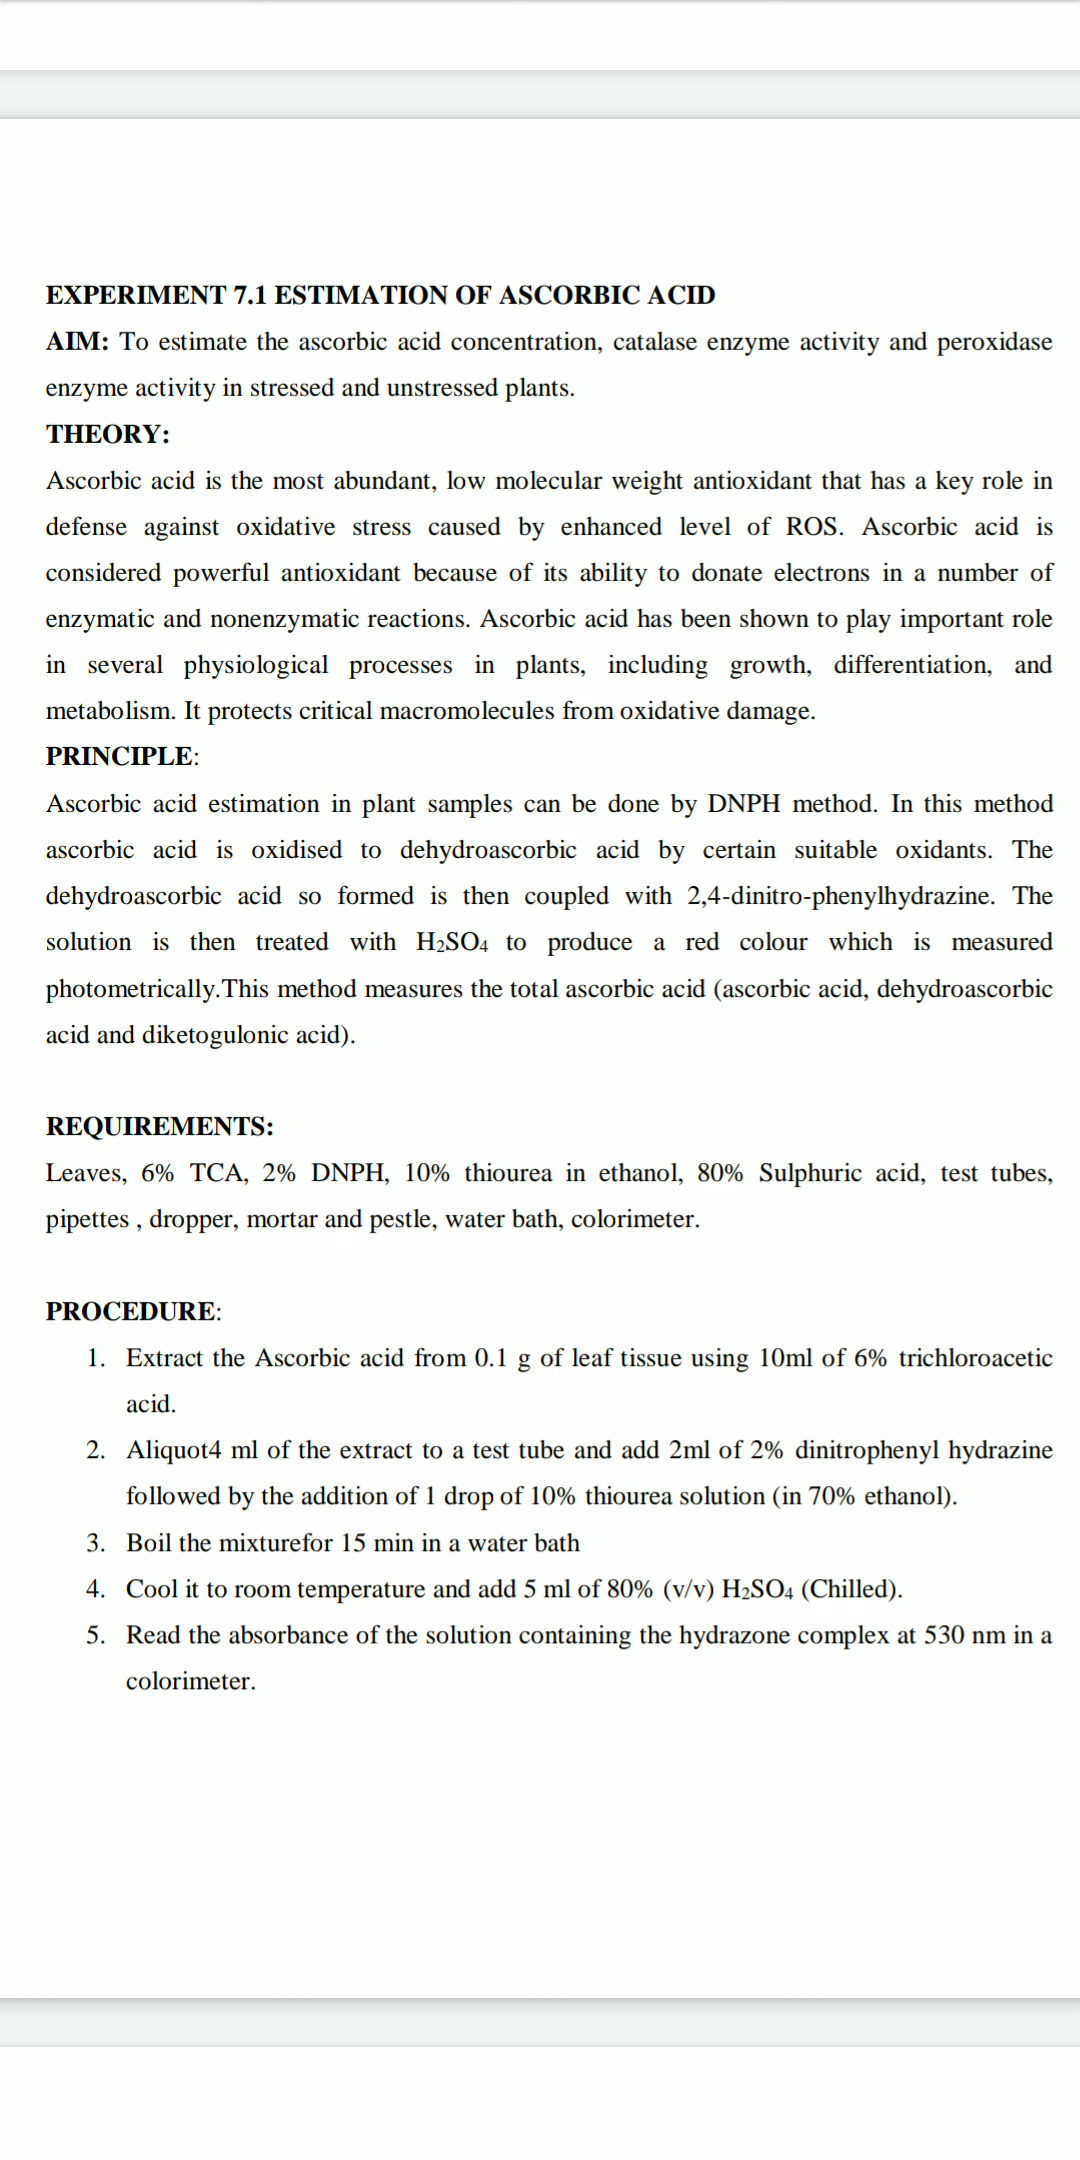 EXPERIMENT 7.1 ESTIMATION OF ASCORBIC ACID
AIM: To estimate the ascorbic acid concentration, catalase enzyme activity and peroxidase
enzyme activity in stressed and unstressed plants.
THEORY:
Ascorbic acid is the most abundant, low molecular weight antioxidant that has a key role in
defense against oxidative stress caused by enhanced level of ROS. Ascorbic acid is
considered powerful antioxidant because of its ability to donate electrons in a number of
enzymatic and nonenzymatic reactions. Ascorbic acid has been shown to play important role
in several physiological processes in plants, including growth, differentiation, and
metabolism. It protects critical macromolecules from oxidative damage.
PRINCIPLE:
Ascorbic acid estimation in plant samples can be done by DNPH method. In this method
ascorbic acid is oxidised to dehydroascorbic acid by certain suitable oxidants. The
dehydroascorbic acid so formed is then coupled with 2,4-dinitro-phenylhydrazine. The
solution is then treated with H₂SO₄ to produce a red colour which is measured
photometrically.This method measures the total ascorbic acid (ascorbic acid, dehydroascorbic
acid and diketogulonic acid).
REQUIREMENTS:
Leaves, 6% TCA, 2% DNPH, 10% thiourea in ethanol, 80% Sulphuric acid, test tubes,
pipettes , dropper, mortar and pestle, water bath, colorimeter.
PROCEDURE:
1. Extract the Ascorbic acid from 0.1 g of leaf tissue using 10ml of 6% trichloroacetic
acid.
2. Aliquot4 ml of the extract to a test tube and add 2ml of 2% dinitrophenyl hydrazine
followed by the addition of 1 drop of 10% thiourea solution (in 70% ethanol).
3. Boil the mixturefor 15 min in a water bath
4. Cool it to room temperature and add 5 ml of 80% (v/v) H₂SO₄ (Chilled).
5. Read the absorbance of the solution containing the hydrazone complex at 530 nm in a
colorimeter.